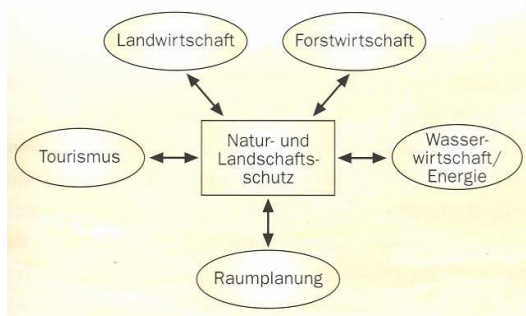 Landwirtschaft
Forstwirtschaft
Tourismus
Natur- und
Landschafts-
schutz
Wasser-
wirtschaft/
Energie
Raumplanung